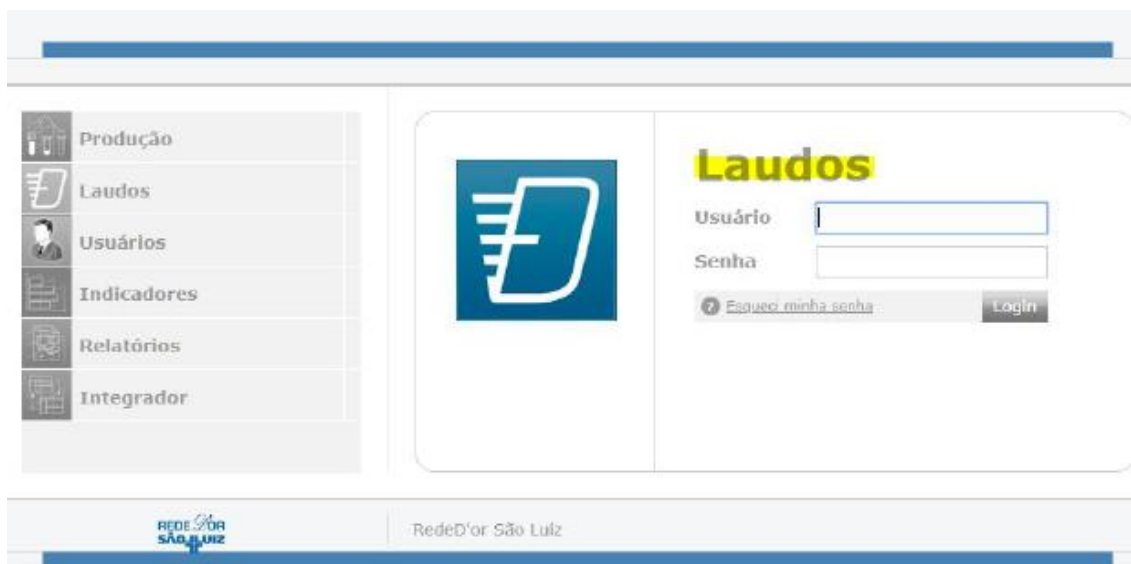 Produção
Laudos
Usuários
Indicadores
Relatórios
Integrador
Laudos
Usuário
Senha
Esqueci minha senha
Login
REDE D'OR
SÃO LUIZ
RedeD'or São Luiz